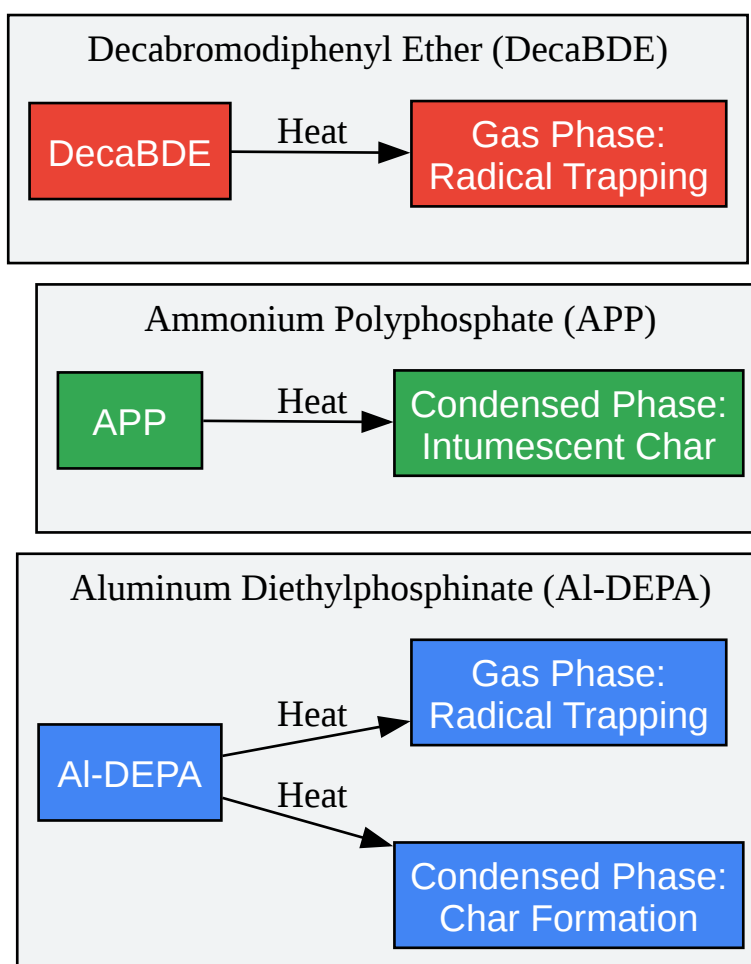 Decabromodiphenyl Ether (DecaBDE)
DecaBDE
Heat
Gas Phase:
Radical Trapping
Ammonium Polyphosphate (APP)
APP
Heat
Condensed Phase:
Intumescent Char
Aluminum Diethylphosphinate (Al-DEPA)
Al-DEPA
Heat
Gas Phase:
Radical Trapping
Heat
Condensed Phase:
Char Formation